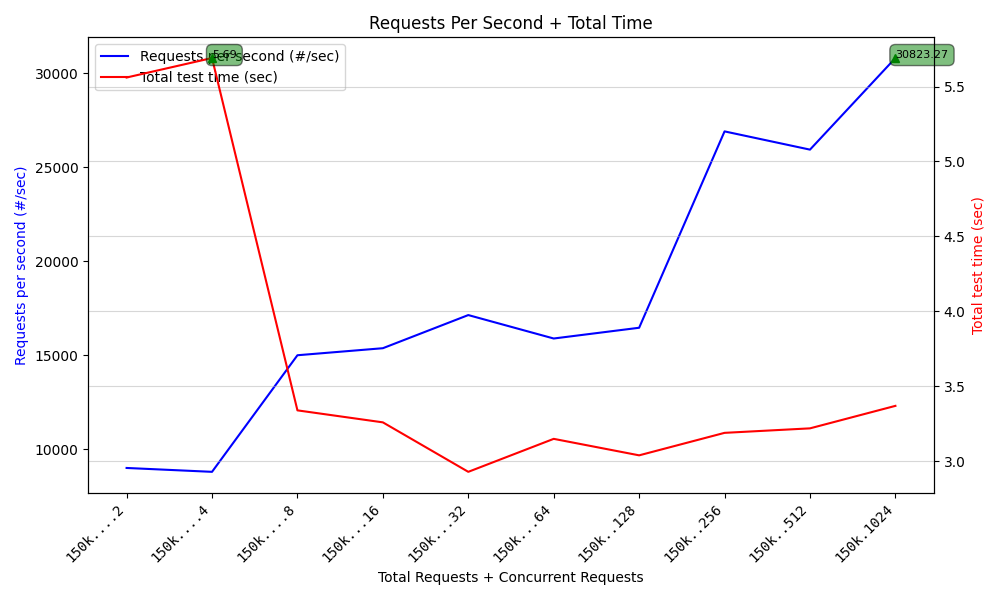 Requests Per Second + Total Time
Requests per second (#/sec)
Total test time (sec)
5.69
30823.27
30000
25000
20000
15000
10000
Requests per second (#/sec)
5.5
5.0
4.5
4.0
3.5
3.0
Total test time (sec)
150k....2
150k....4
150k....8
150k...16
150k...32
150k...64
150k..128
150k..256
150k..512
150k.1024
Total Requests + Concurrent Requests